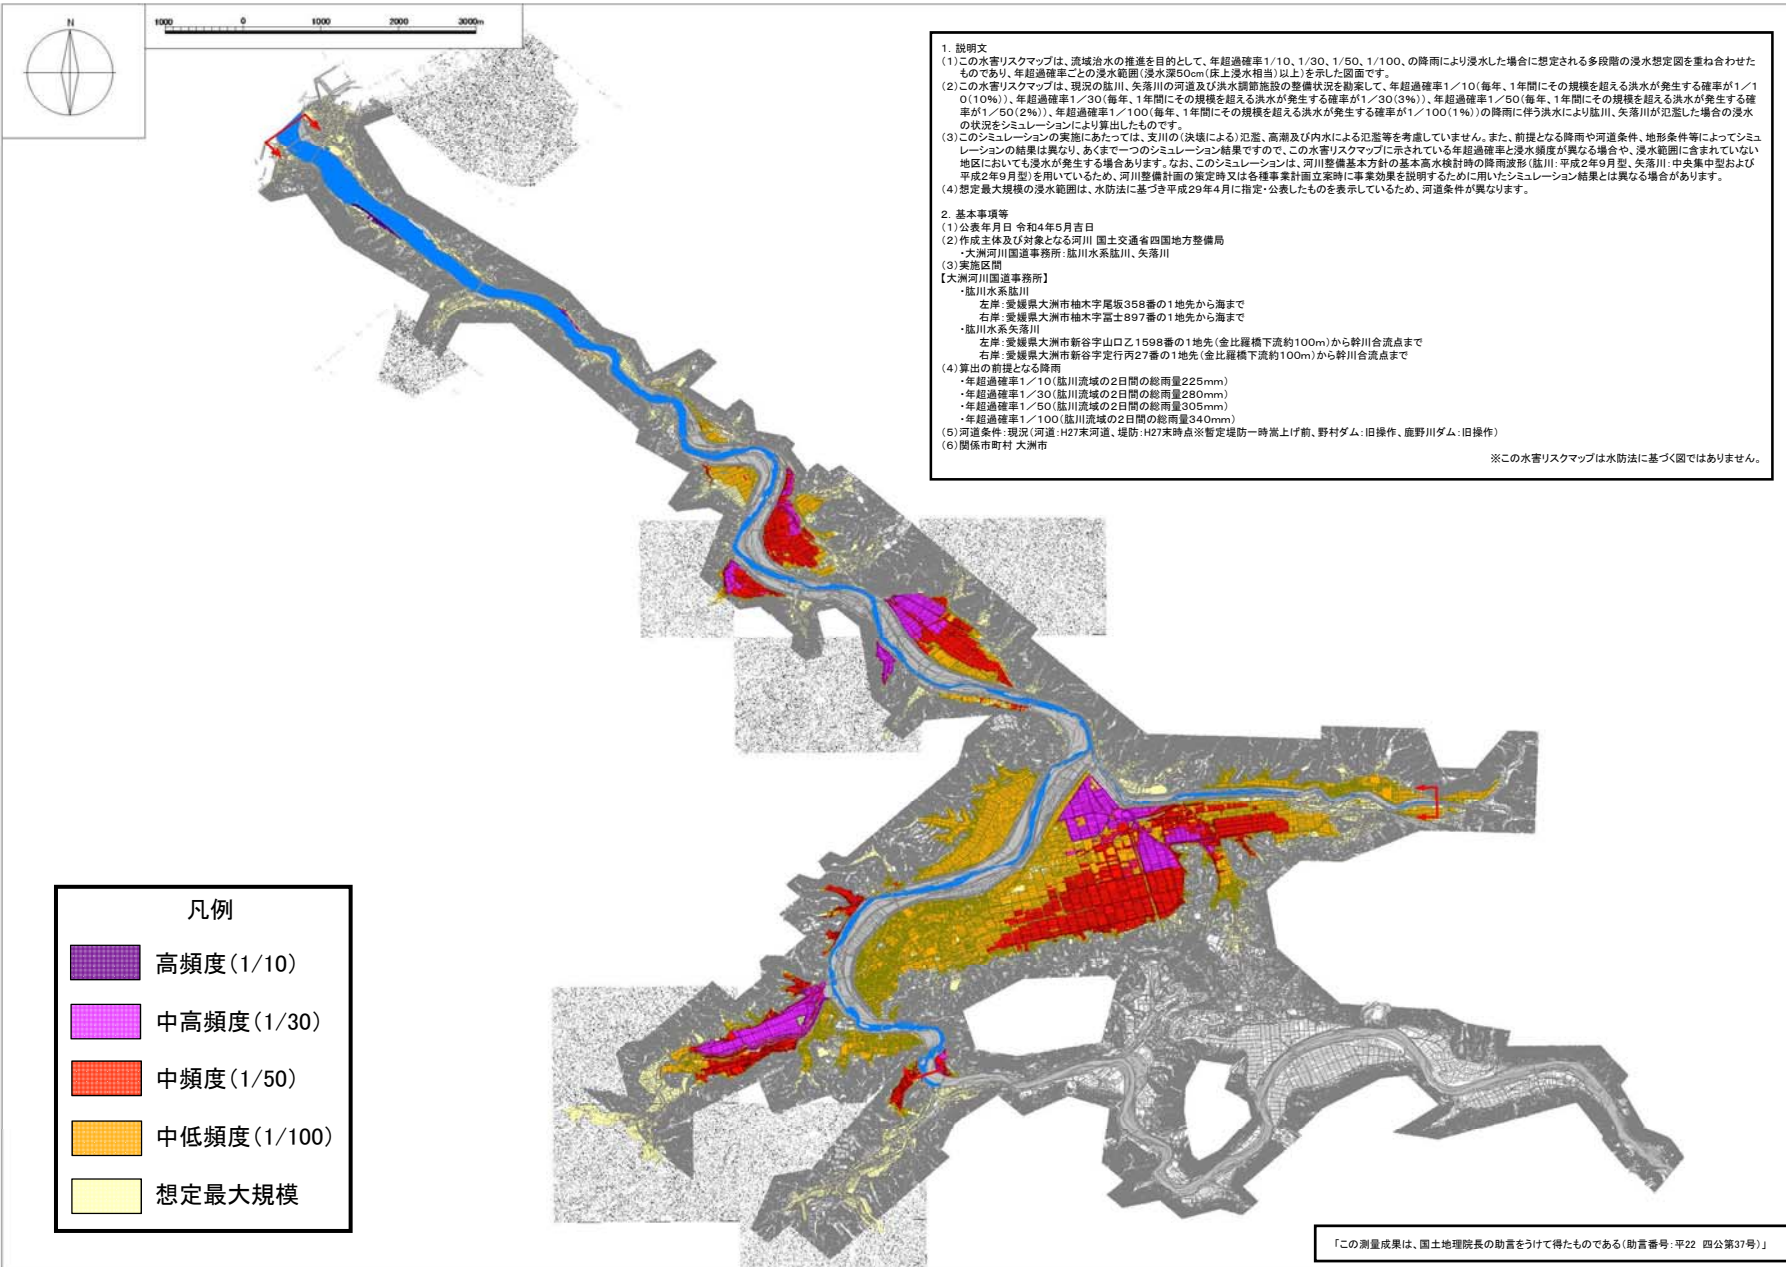 N
1000 0 1000 2000 3000m
1. 説明文
(1)この水害リスクマップは、流域治水の推進を目的として、年超過確率1/10、1/30、1/50、1/100、の降雨により浸水した場合に想定される多段階の浸水想定図を重ね合わせた
ものであり、年超過確率ごとの浸水範囲(浸水深50cm(床上浸水相当)以上)を示した図面です。
(2)この水害リスクマップは、現況の肱川、矢落川の河道及び洪水調節施設の整備状況を勘案して、年超過確率1/10(毎年、1年間にその規模を超える洪水が発生する確率が1/1
0(10%))、年超過確率1/30(毎年、1年間にその規模を超える洪水が発生する確率が1/30(3%))、年超過確率1/50(毎年、1年間にその規模を超える洪水が発生する確
率が1/50(2%))、年超過確率1/100(毎年、1年間にその規模を超える洪水が発生する確率が1/100(1%))の降雨に伴う洪水により肱川、矢落川が氾濫した場合の浸水
の状況をシミュレーションにより算出したものです。
(3)このシミュレーションの実施にあたっては、支川の(決壊による)氾濫、高潮及び内水による氾濫等を考慮していません。また、前提となる降雨や河道条件、地形条件等によってシミュ
レーションの結果は異なり、あくまで一つのシミュレーション結果ですので、この水害リスクマップに示されている年超過確率と浸水頻度が異なる場合や、浸水範囲に含まれていない
地区においても浸水が発生する場合あります。なお、このシミュレーションは、河川整備基本方針の基本高水検討時の降雨波形(肱川:平成2年9月型、矢落川:中央集中型および
平成2年9月型)を用いているため、河川整備計画の策定時又は各種事業計画立案時に事業効果を説明するために用いたシミュレーション結果とは異なる場合があります。
(4)想定最大規模の浸水範囲は、水防法に基づき平成29年4月に指定・公表したものを表示しているため、河道条件が異なります。
2. 基本事項等
(1)公表年月日 令和4年5月吉日
(2)作成主体及び対象となる河川 国土交通省四国地方整備局
・大洲河川国道事務所:肱川水系肱川、矢落川
(3)実施区間
【大洲河川国道事務所】
・肱川水系肱川
左岸:愛媛県大洲市柚木字尾坂358番の1地先から海まで
右岸:愛媛県大洲市柚木字冨士897番の1地先から海まで
・肱川水系矢落川
左岸:愛媛県大洲市新谷字山口乙1598番の1地先(金比羅橋下流約100m)から幹川合流点まで
右岸:愛媛県大洲市新谷字定行丙27番の1地先(金比羅橋下流約100m)から幹川合流点まで
(4)算出の前提となる降雨
・年超過確率1/10(肱川流域の2日間の総雨量225mm)
・年超過確率1/30(肱川流域の2日間の総雨量280mm)
・年超過確率1/50(肱川流域の2日間の総雨量305mm)
・年超過確率1/100(肱川流域の2日間の総雨量340mm)
(5)河道条件:現況(河道:H27末河道、堤防:H27末時点※暫定堤防一時嵩上げ前、野村ダム:旧操作、鹿野川ダム:旧操作)
(6)関係市町村 大洲市
※この水害リスクマップは水防法に基づく図ではありません。
凡例
高頻度(1/10)
中高頻度(1/30)
中頻度(1/50)
中低頻度(1/100)
想定最大規模
「この測量成果は、国土地理院長の助言をうけて得たものである(助言番号:平22 四公第37号)」